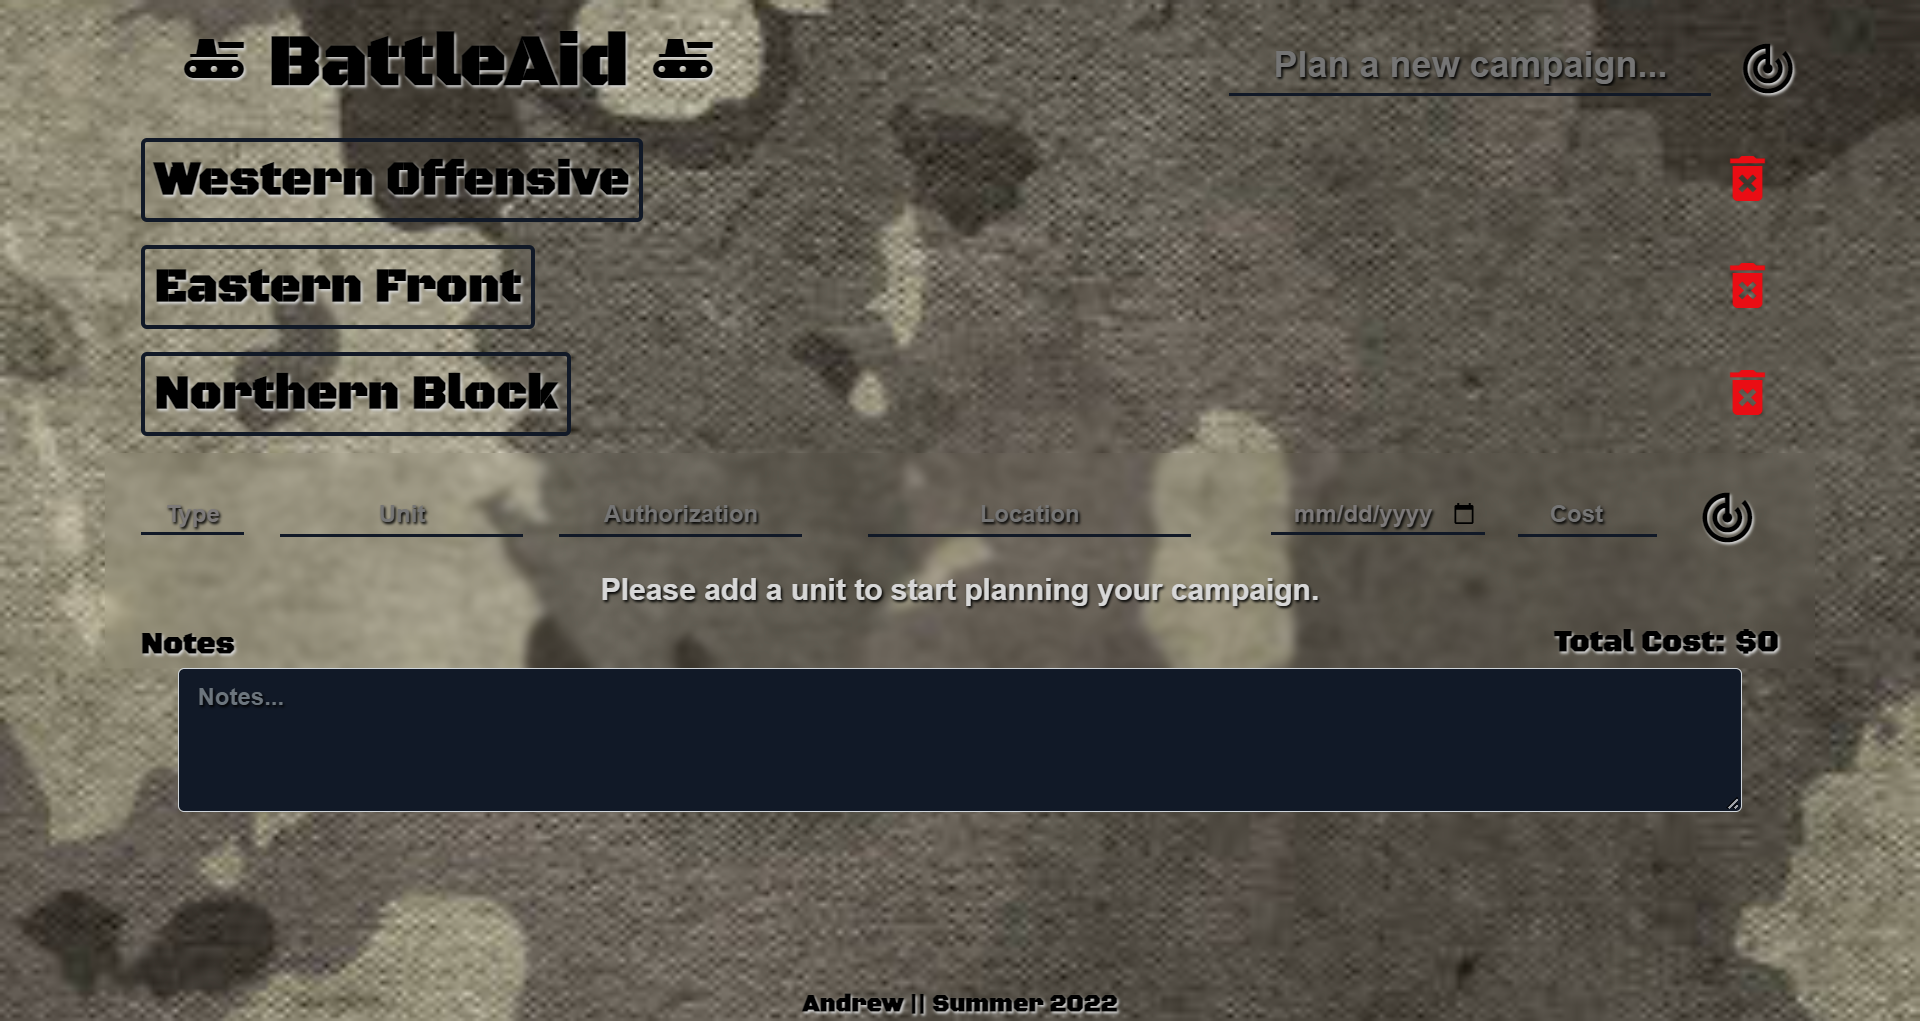 BattleAid
Plan a new campaign...
Western Offensive
Eastern Front
Northern Block
Type Unit Authorization Location mm/dd/yyyy Cost
Please add a unit to start planning your campaign.
Notes Total Cost: $0
Notes...
Andrew || Summer 2022